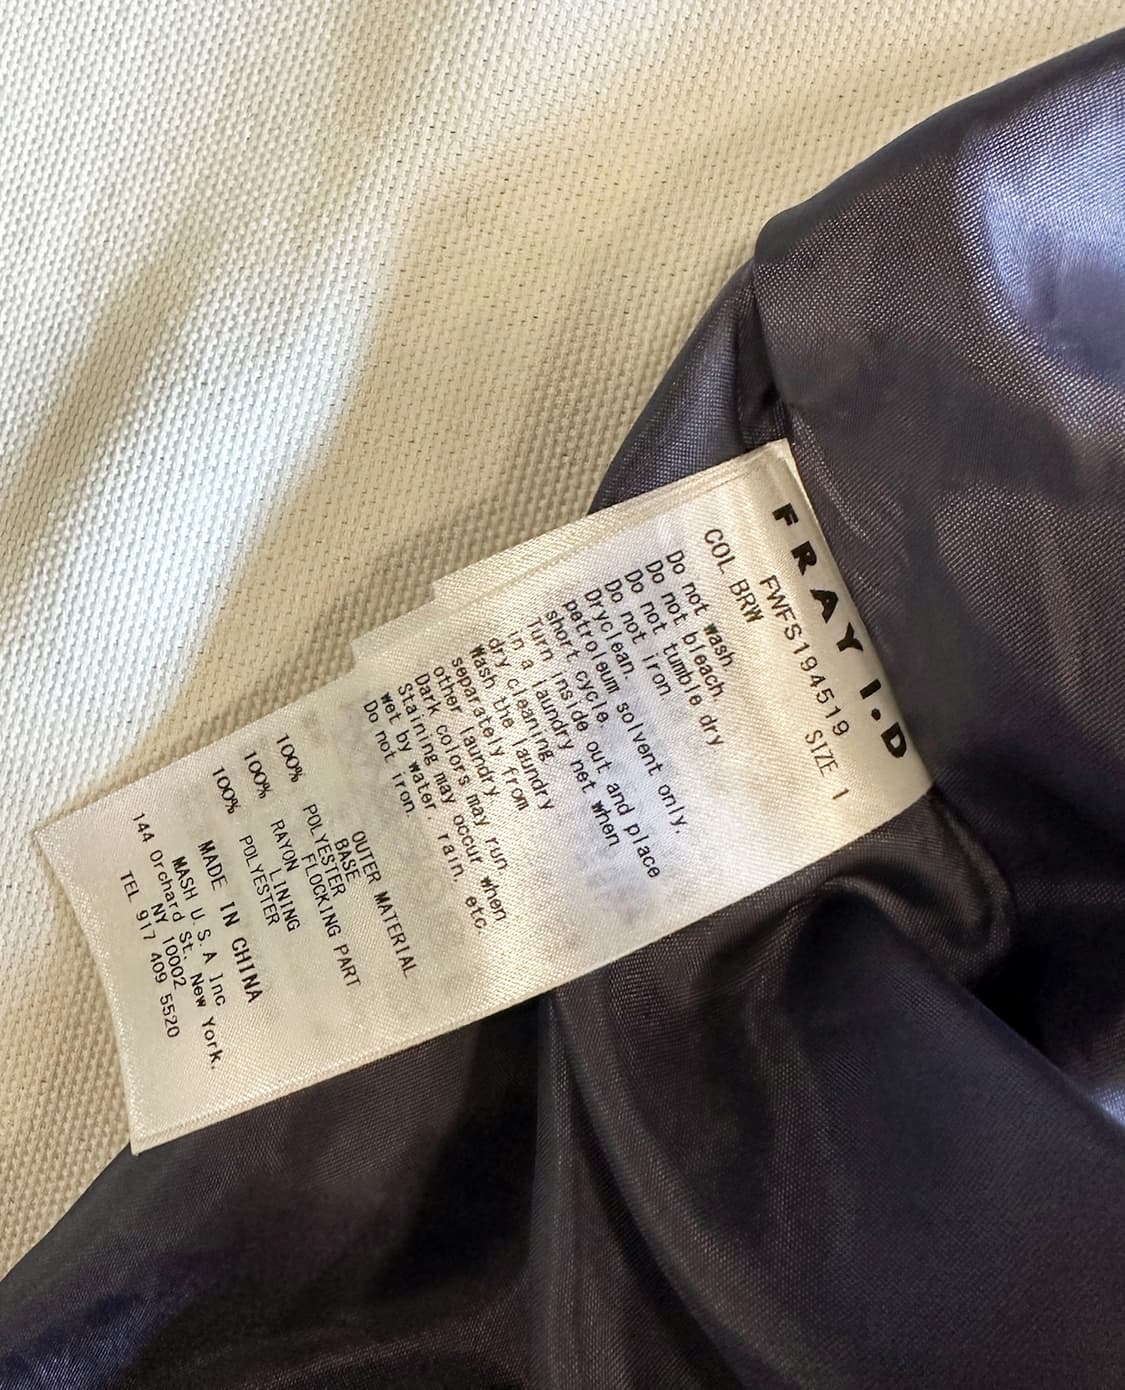 FRAY I.D
FWFS194519 SIZE 1
COL BRW
Do not wash.
Do not bleach.
Do not tumble dry
Do not iron.
Dryclean.
petroleum solvent only,
short cycle.
Turn inside out and place
in a laundry net when
dry cleaning
Wash the laundry
separately from
other laundry.
Dark colors may run
Staining may occur when
wet by water, rain, etc.
Do not iron.
OUTER MATERIAL
BASE
100% POLYESTER
FLOCKING PART
100% RAYON
LINING
100% POLYESTER
MADE IN CHINA
MASH U S. A Inc
144 Orchard St. New York,
NY 10002
TEL 917 409 5520